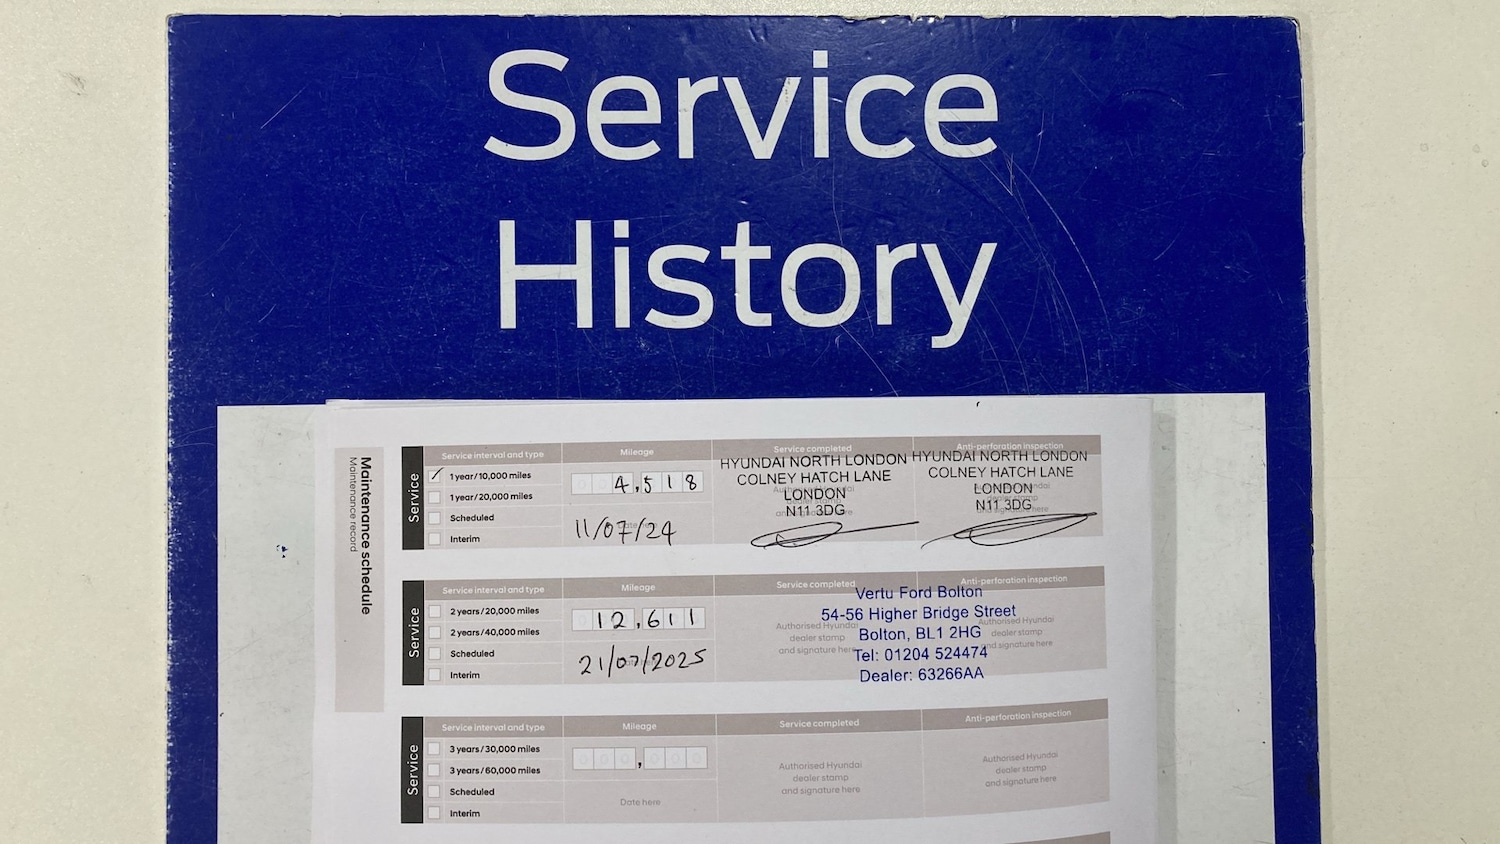 Service
History
Maintenance schedule
Maintenance record
Service
Service interval and type
1 year/10,000 miles
1 year/20,000 miles
Scheduled
Interim
Mileage
4,518
11/07/24
Service completed
HYUNDAI NORTH LONDON
COLNEY HATCH LANE
LONDON
N11 3DG
Anti-perforation inspection
HYUNDAI NORTH LONDON
COLNEY HATCH LANE
LONDON
N11 3DG
Service
Service interval and type
2 years/20,000 miles
2 years/40,000 miles
Scheduled
Interim
Mileage
12,611
21/07/2025
Service completed
Authorised Hyundai
dealer stamp
and signature here
Anti-perforation inspection
Authorised Hyundai
dealer stamp
and signature here
Vertu Ford Bolton
54-56 Higher Bridge Street
Bolton, BL1 2HG
Tel: 01204 524474
Dealer: 63266AA
Service
Service interval and type
3 years/30,000 miles
3 years/60,000 miles
Scheduled
Interim
Mileage
Date here
Service completed
Authorised Hyundai
dealer stamp
and signature here
Anti-perforation inspection
Authorised Hyundai
dealer stamp
and signature here